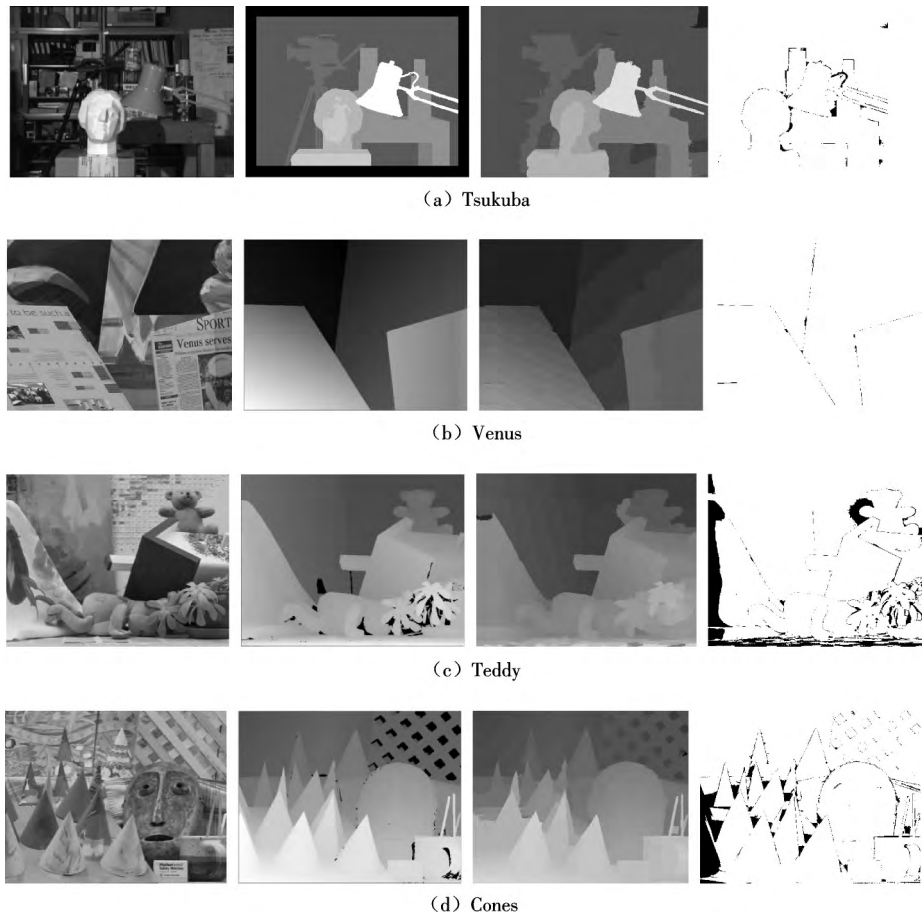 (a) Tsukuba
to be such a
SPORT
Venus serves
(b) Venus
(c) Teddy
(d) Cones